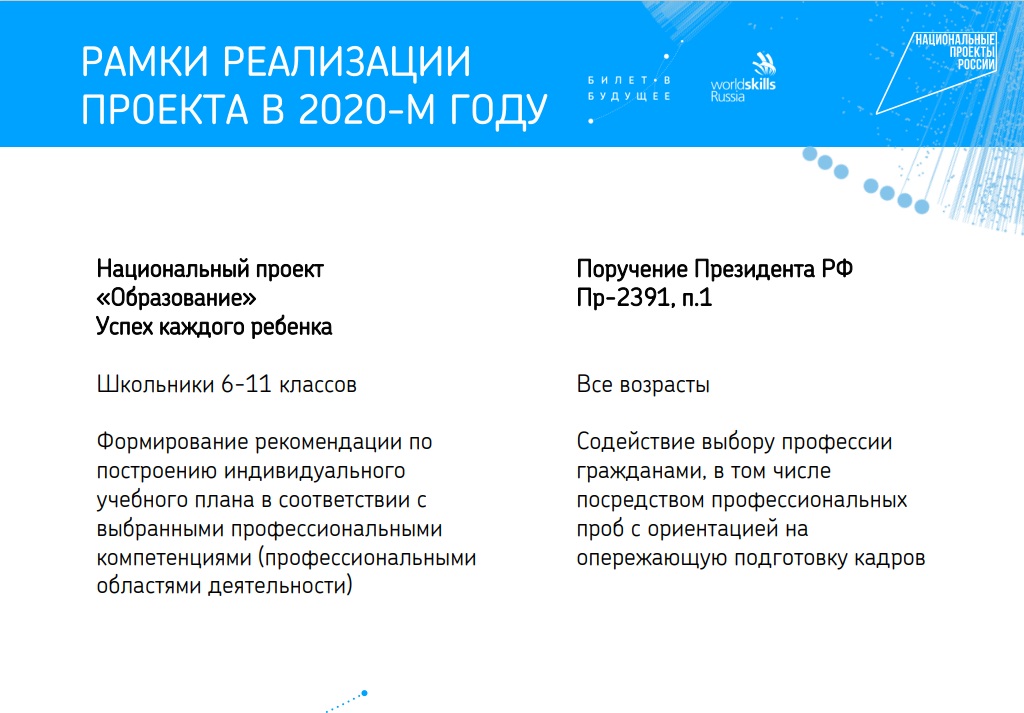 РАМКИ РЕАЛИЗАЦИИ
ПРОЕКТА В 2020-М ГОДУ
БИЛЕТ В
БУДУЩЕЕ
worldskills
Russia
НАЦИОНАЛЬНЫЕ
ПРОЕКТЫ
РОССИИ
Национальный проект
«Образование»
Успех каждого ребенка
Школьники 6-11 классов
Формирование рекомендации по
построению индивидуального
учебного плана в соответствии с
выбранными профессиональными
компетенциями (профессиональными
областями деятельности)
Поручение Президента РФ
Пр-2391, п.1
Все возрасты
Содействие выбору профессии
гражданами, в том числе
посредством профессиональных
проб с ориентацией на
опережающую подготовку кадров